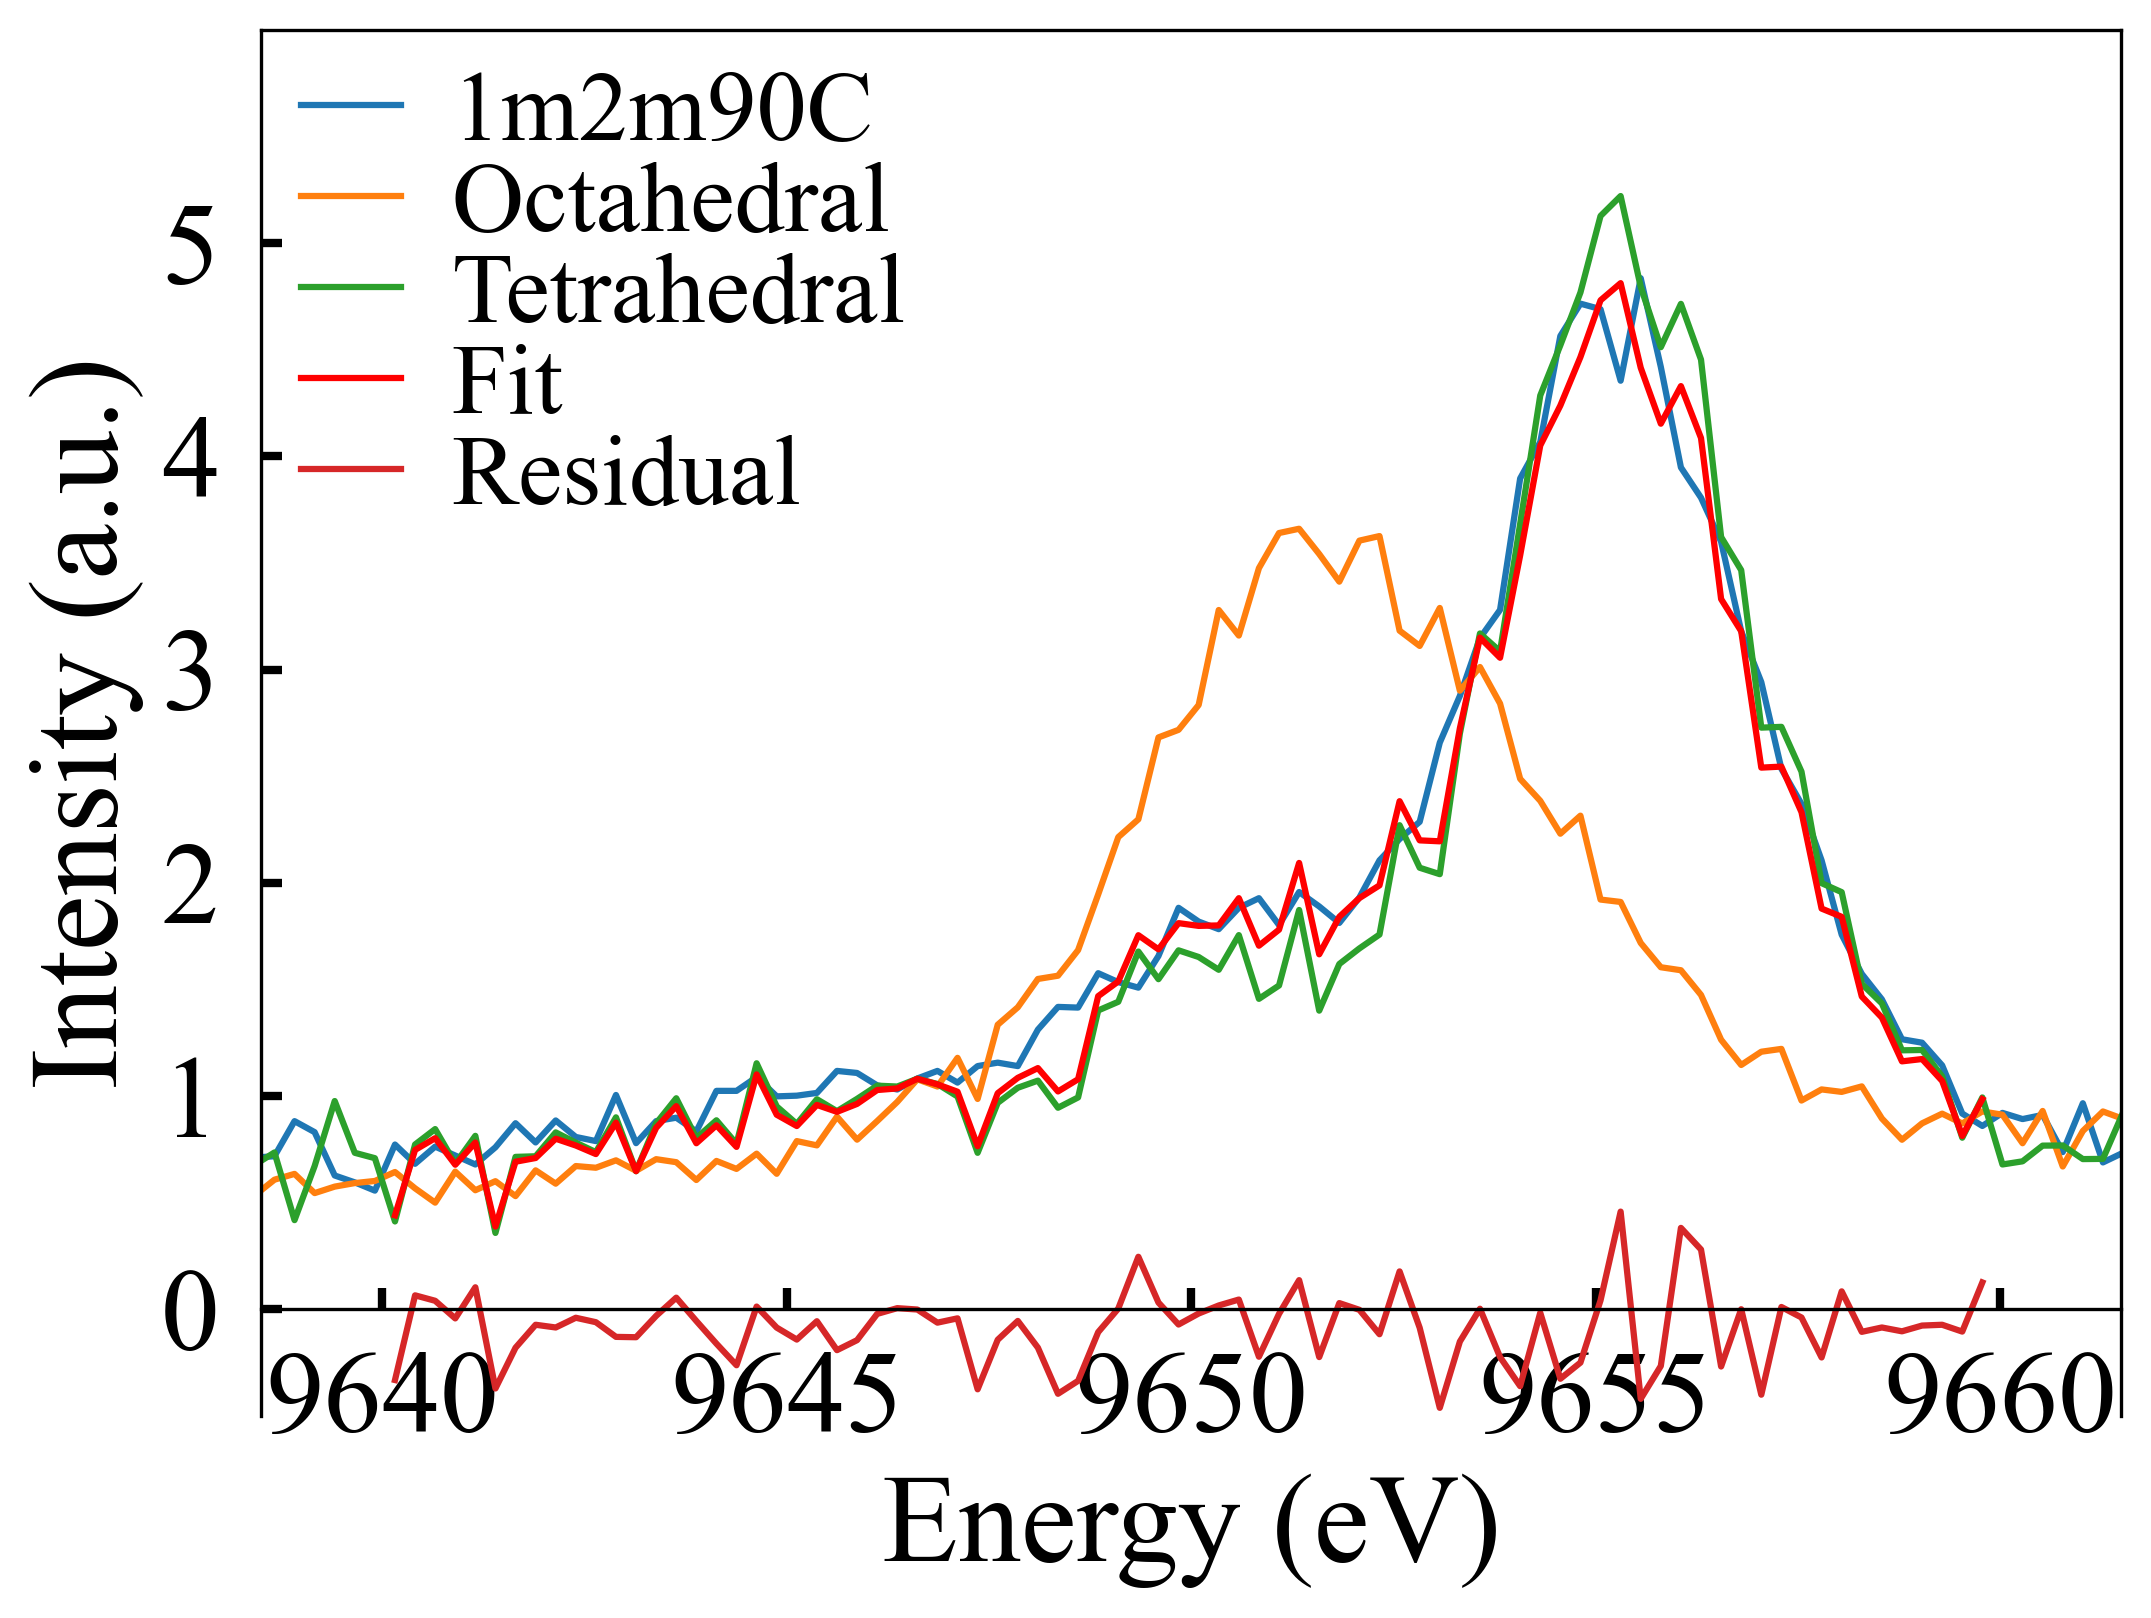 1m2m90C
Octahedral
Tetrahedral
Fit
Residual
5
4
3
2
1
0
Intensity (a.u.)
9640 9645 9650 9655 9660
Energy (eV)